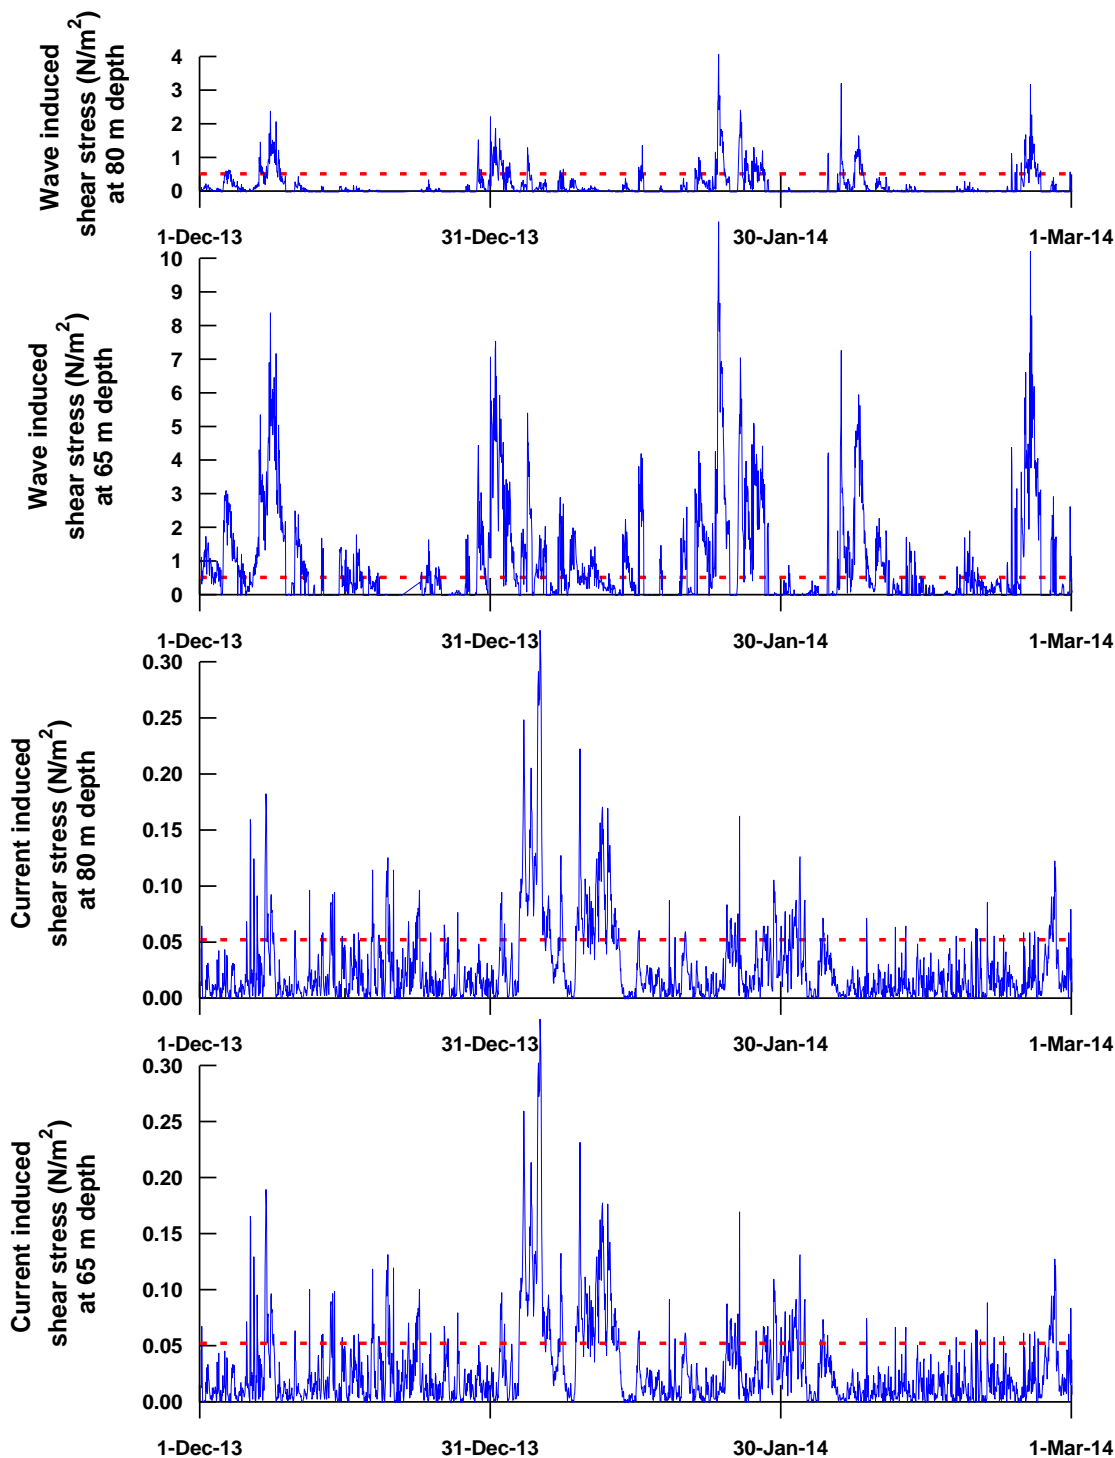 Wave induced
shear stress (N/m²)
at 80 m depth
4
3
2
1
0
1-Dec-13 31-Dec-13 30-Jan-14 1-Mar-14
Wave induced
shear stress (N/m²)
at 65 m depth
10
9
8
7
6
5
4
3
2
1
0
1-Dec-13 31-Dec-13 30-Jan-14 1-Mar-14
Current induced
shear stress (N/m²)
at 80 m depth
0.30
0.25
0.20
0.15
0.10
0.05
0.00
1-Dec-13 31-Dec-13 30-Jan-14 1-Mar-14
Current induced
shear stress (N/m²)
at 65 m depth
0.30
0.25
0.20
0.15
0.10
0.05
0.00
1-Dec-13 31-Dec-13 30-Jan-14 1-Mar-14